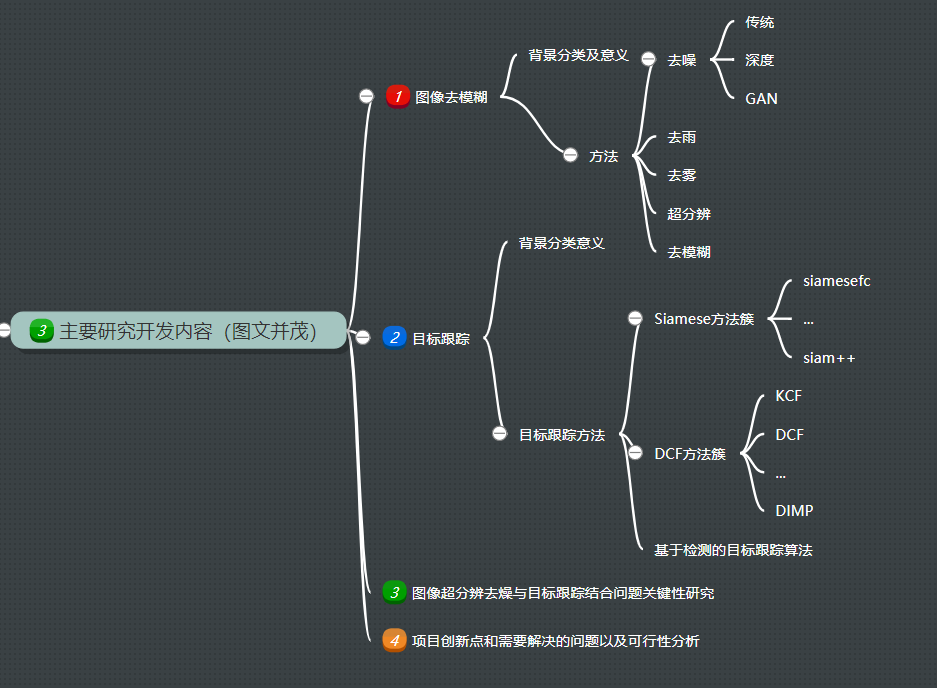 3 主要研究开发内容（图文并茂）
1 图像去模糊
背景分类及意义
方法
去噪
传统
深度
GAN
去雨
去雾
超分辨
去模糊
2 目标跟踪
背景分类意义
目标跟踪方法
Siamese方法簇
siamesefc
...
siam++
DCF方法簇
KCF
DCF
...
DIMP
基于检测的目标跟踪算法
3 图像超分辨去燥与目标跟踪结合问题关键性研究
4 项目创新点和需要解决的问题以及可行性分析